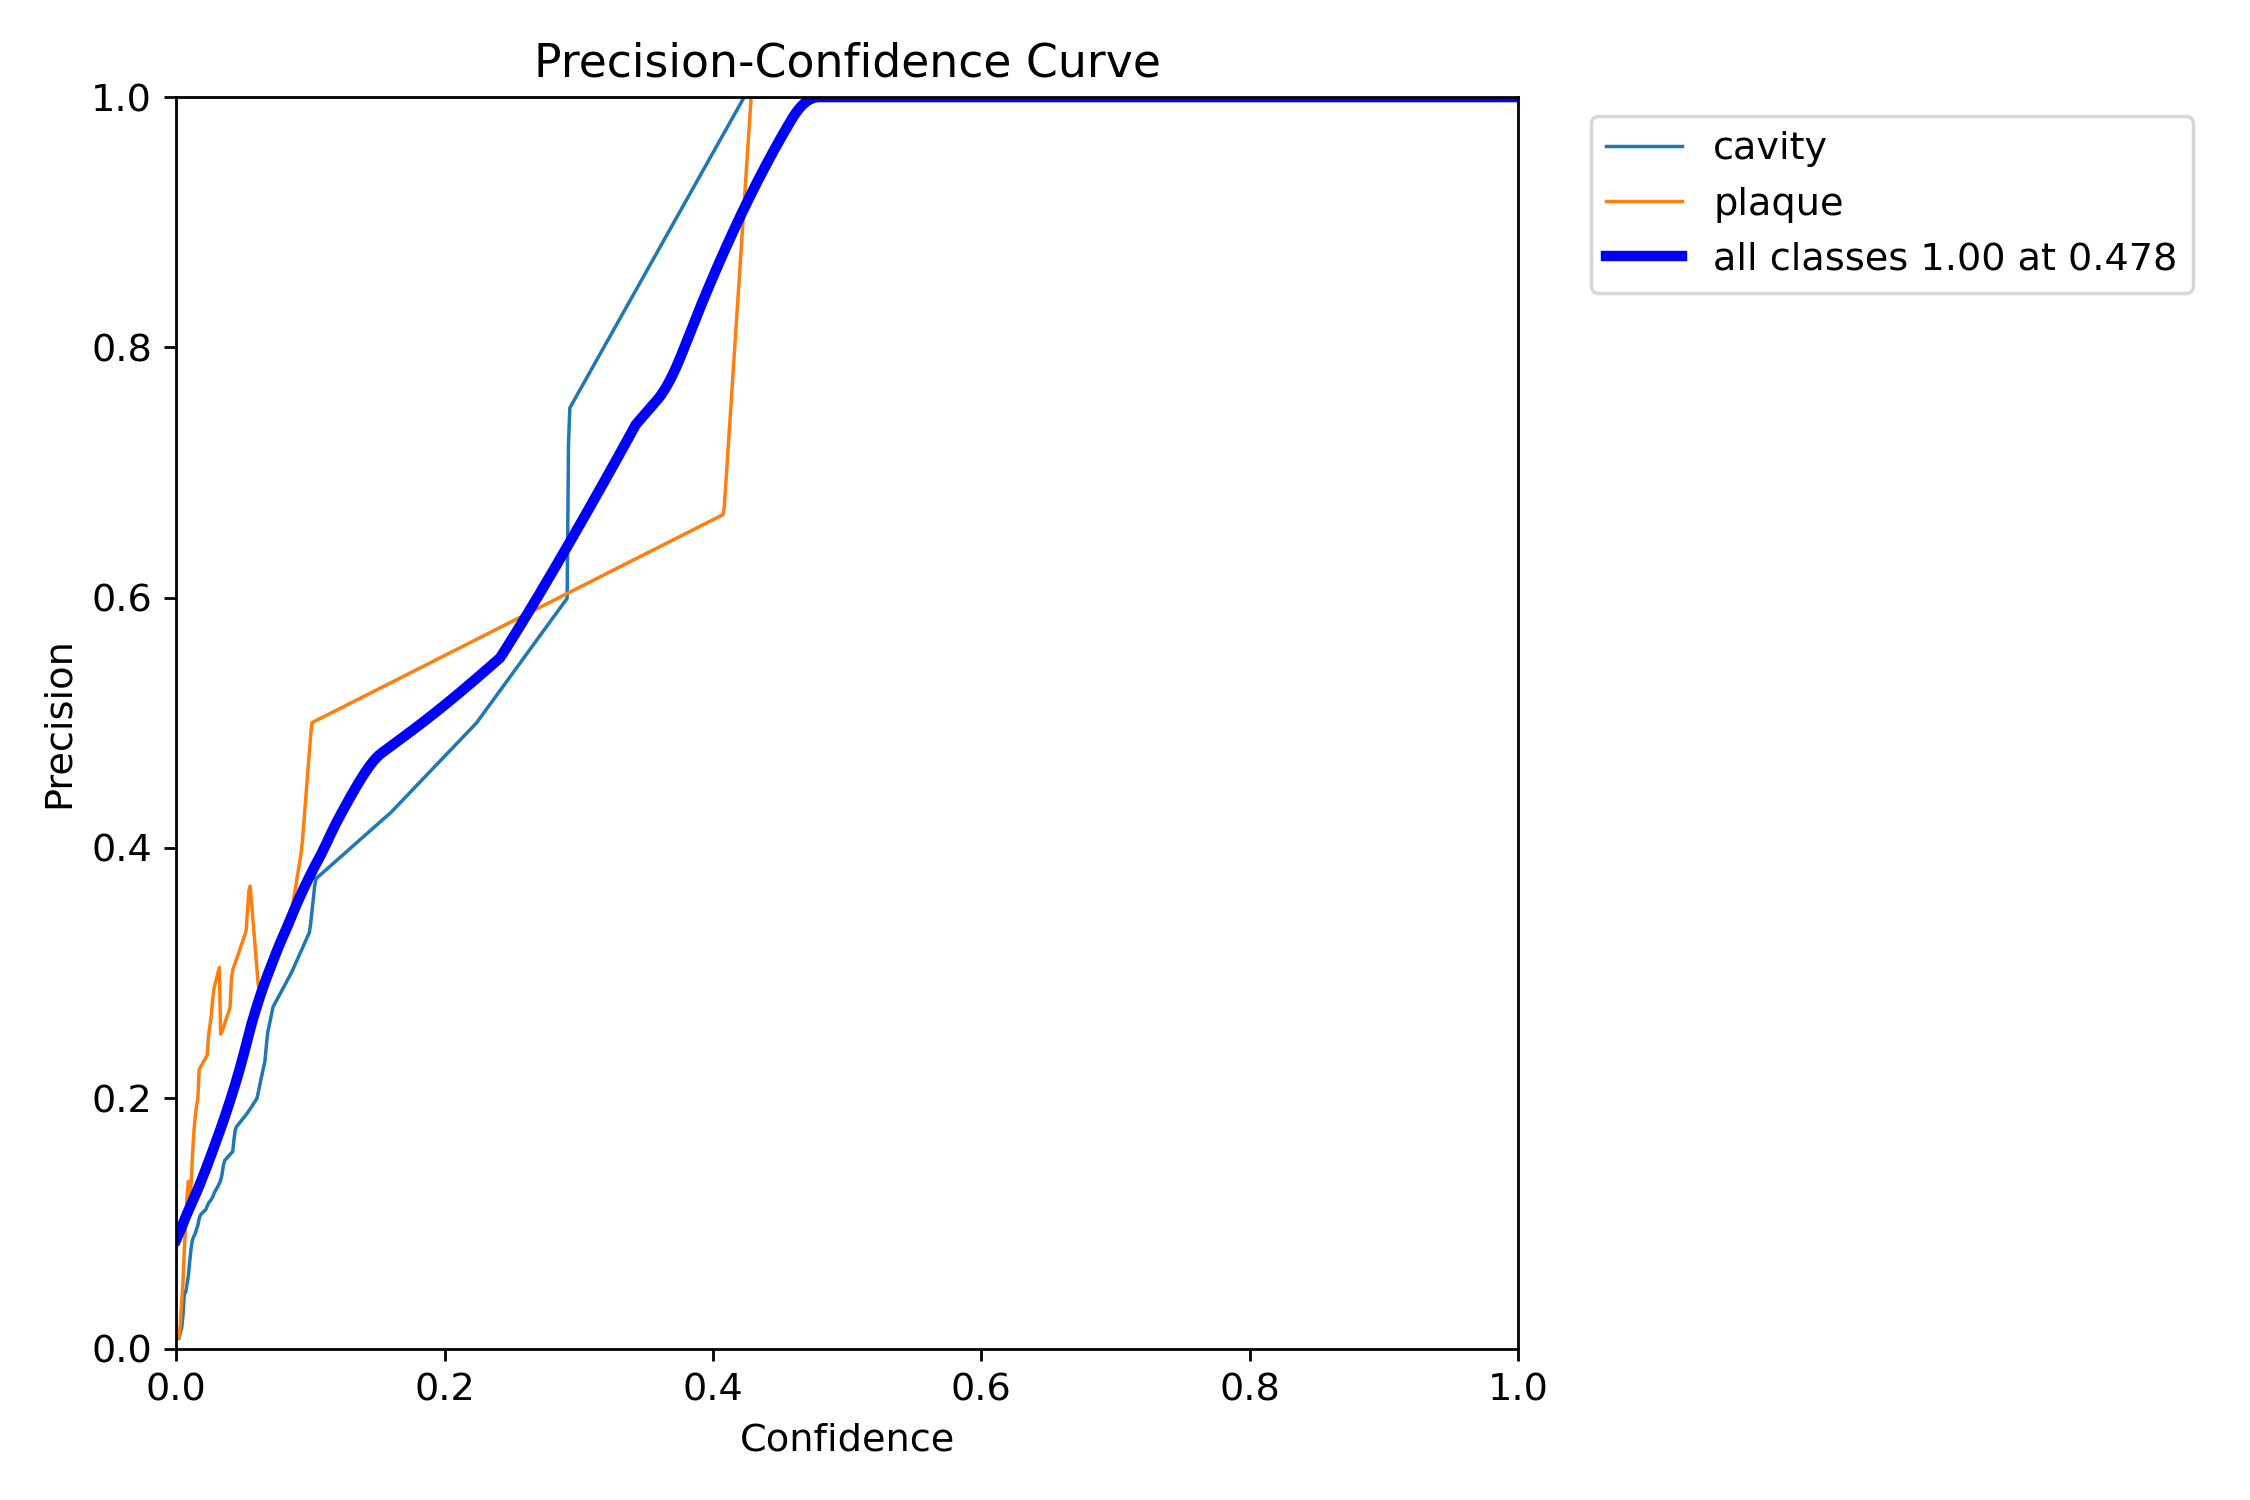 Precision-Confidence Curve
1.0
0.8
0.6
0.4
0.2
0.0
Precision
0.0 0.2 0.4 0.6 0.8 1.0
Confidence
cavity
plaque
all classes 1.00 at 0.478